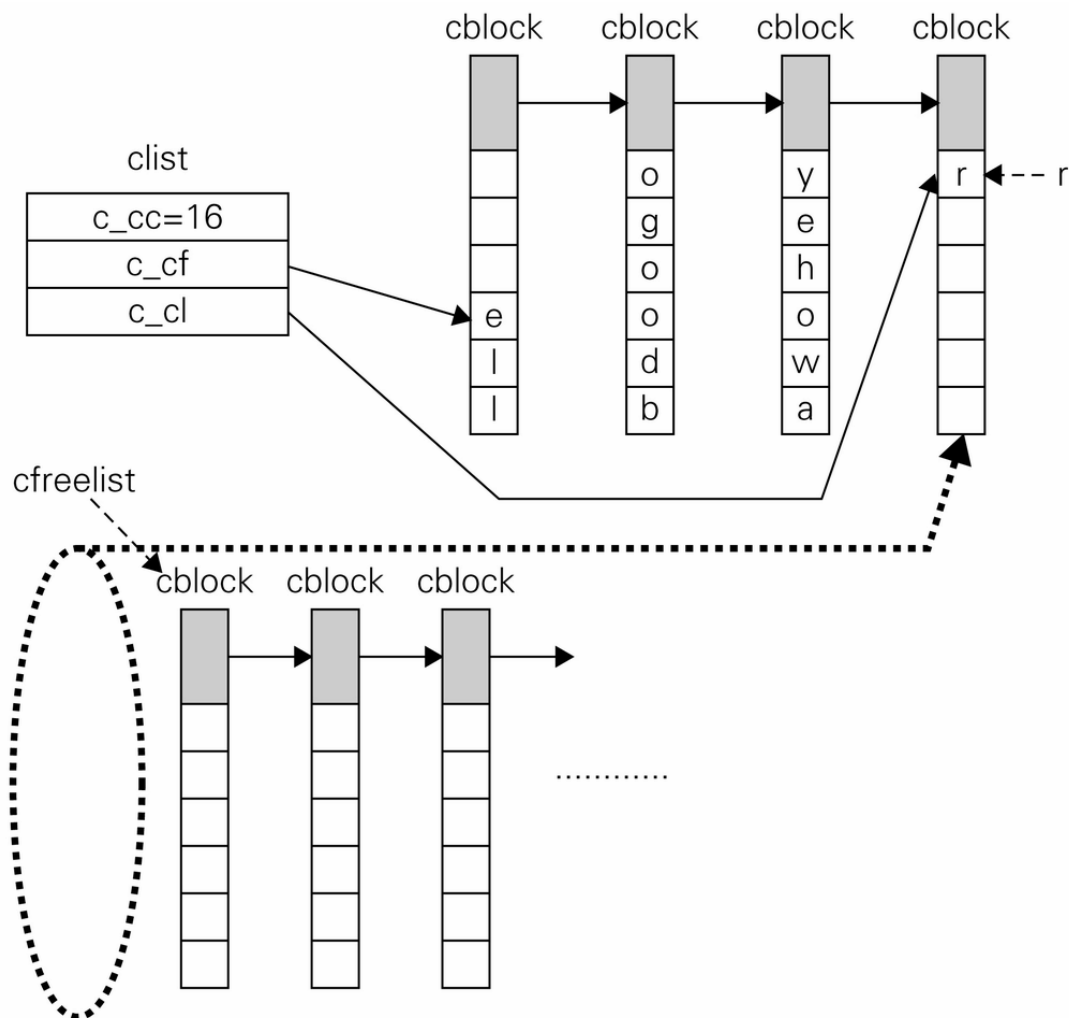 cblock cblock cblock cblock
clist
c_cc=16
c_cf
c_cl
e
l
l
o
g
o
o
d
b
y
e
h
o
w
a
r
r
cfreelist
cblock cblock cblock